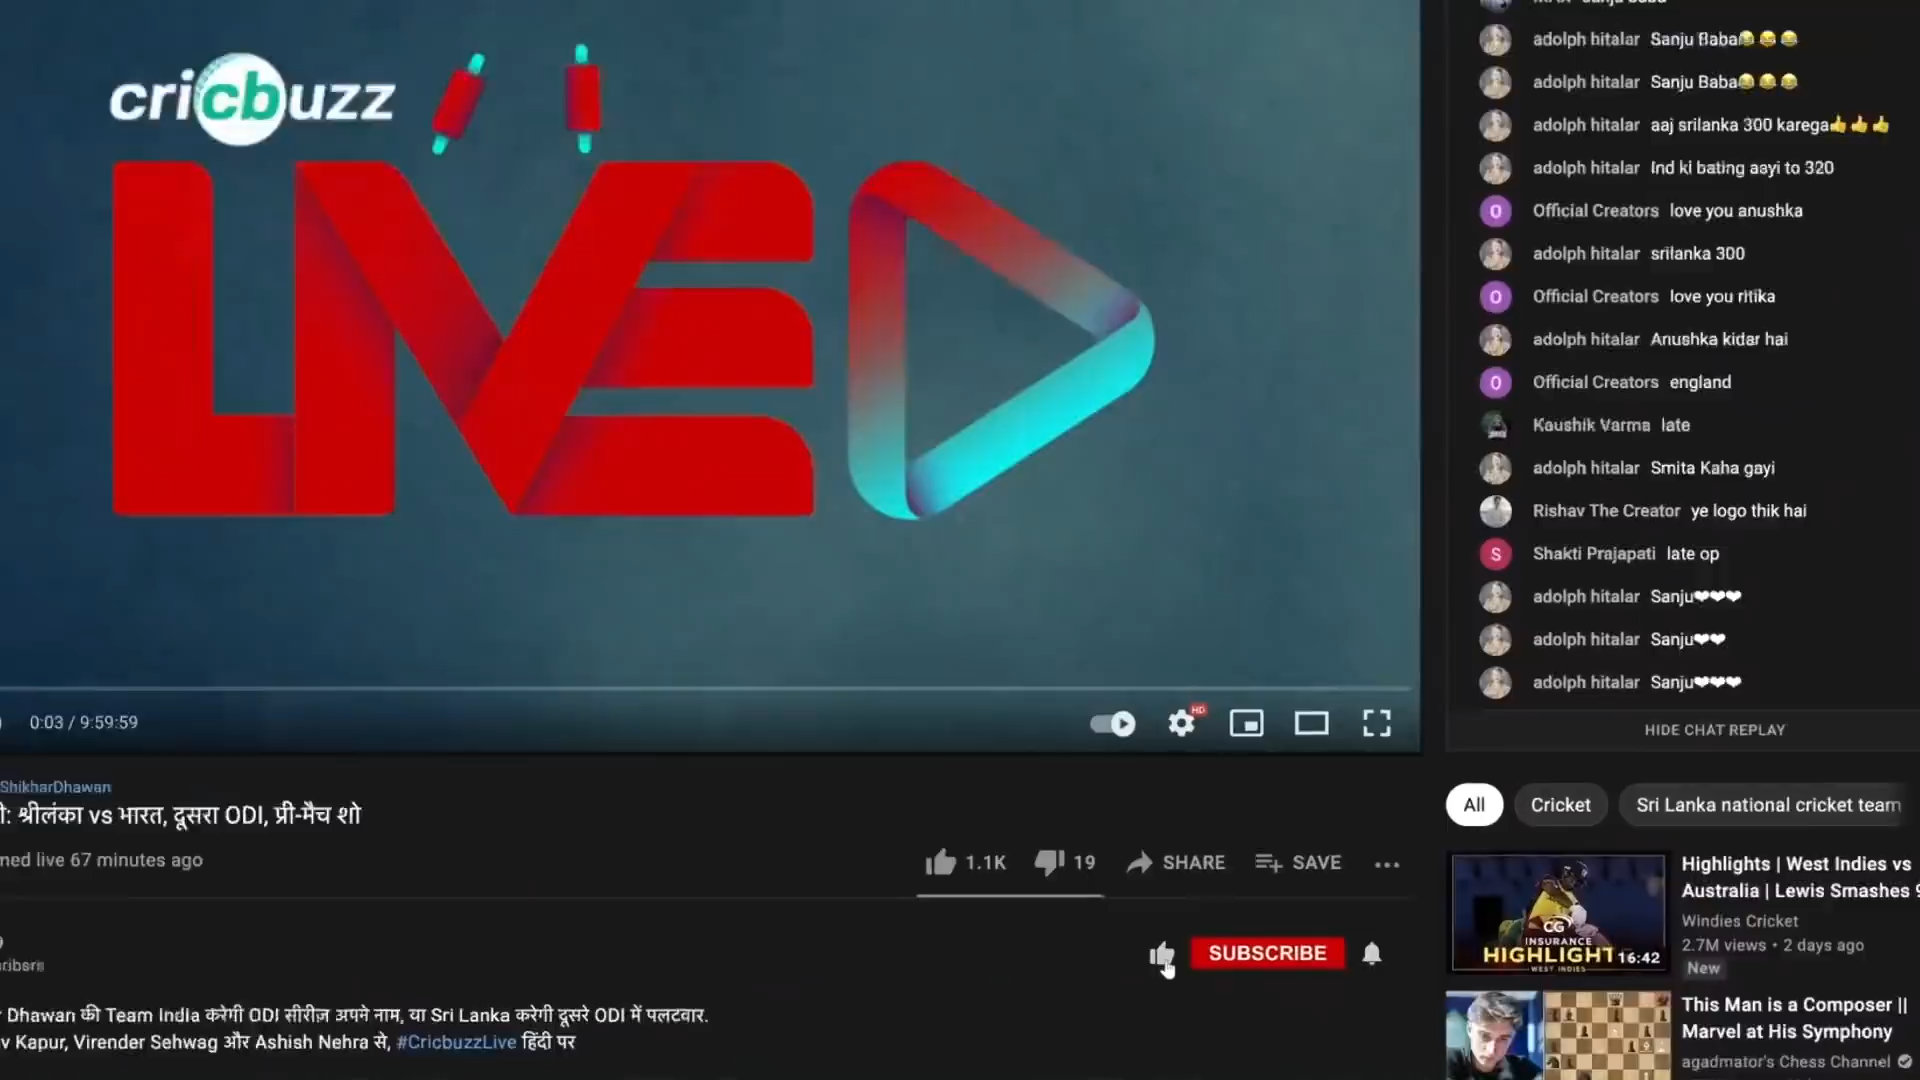 cricbuzz
LIVE
0:03 / 9:59:59
HD
ShikharDhawan
श्रीलंका vs भारत, दूसरा ODI, प्री-मैच शो
live 67 minutes ago
1.1K
19
SHARE
SAVE
SUBSCRIBE
Dhawan की Team India करेगी ODI सीरीज़ अपने नाम, या Sri Lanka करेगी दूसरे ODI में पलटवार.
Kapur, Virender Sehwag और Ashish Nehra से, #CricbuzzLive हिंदी पर
adolph hitalar Sanju Baba😂😂😂
adolph hitalar Sanju Baba😂😂😂
adolph hitalar aaj srilanka 300 karega👍👍👍
adolph hitalar Ind ki bating aayi to 320
O Official Creators love you anushka
adolph hitalar srilanka 300
O Official Creators love you ritika
adolph hitalar Anushka kidar hai
O Official Creators england
Kaushik Varma late
adolph hitalar Smita Kaha gayi
Rishav The Creator ye logo thik hai
S Shakti Prajapati late op
adolph hitalar Sanju❤❤❤
adolph hitalar Sanju❤❤
adolph hitalar Sanju❤❤❤
HIDE CHAT REPLAY
All
Cricket
Sri Lanka national cricket team
CG
INSURANCE
HIGHLIGHT
WEST INDIES
16:42
Highlights | West Indies vs
Australia | Lewis Smashes
Windies Cricket
2.7M views • 2 days ago
New
This Man is a Composer ||
Marvel at His Symphony
agadmator's Chess Channel